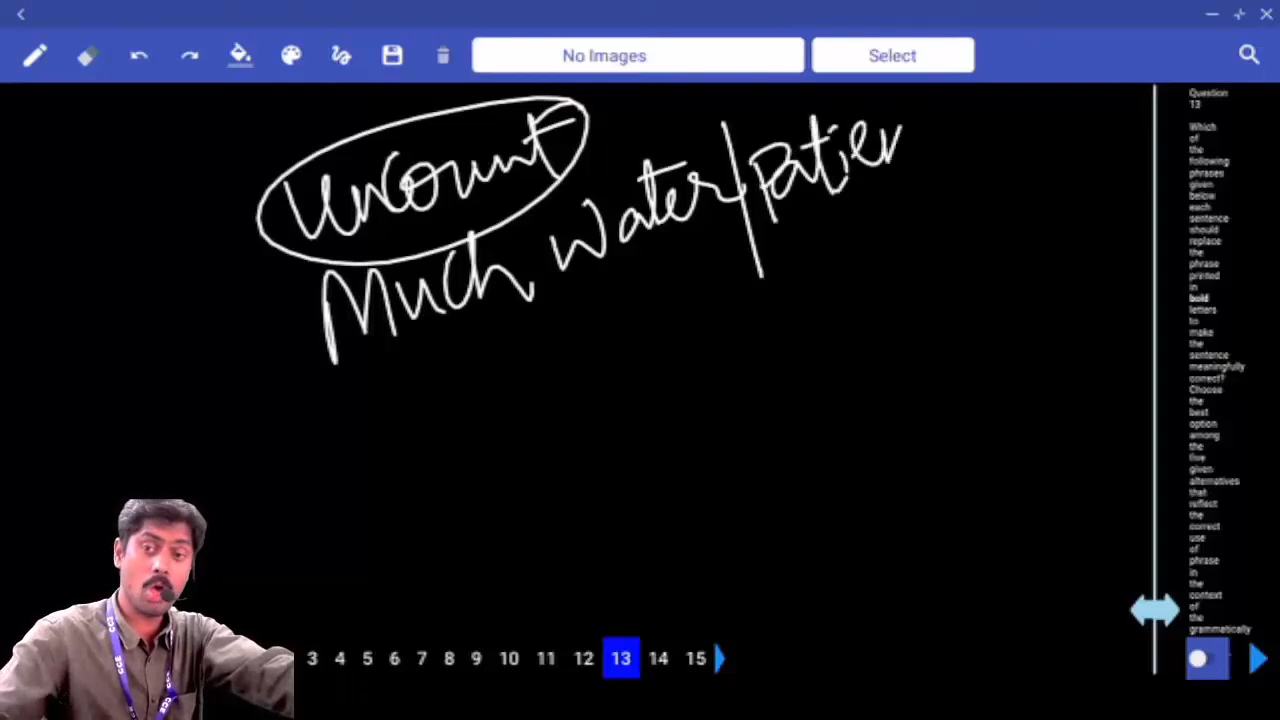 No Images
Select
Uncount
Much water/Patien
Question
13
Which
of
the
following
phrases
given
below
each
sentence
should
replace
the
phrase
printed
in
bold
letters
to
make
the
sentence
meaningfully
correct?
Choose
the
best
option
among
the
five
given
alternatives
that
reflect
the
correct
use
of
phrase
in
the
context
of
the
grammatically
CCE
CCE
3 4 5 6 7 8 9 10 11 12 13 14 15